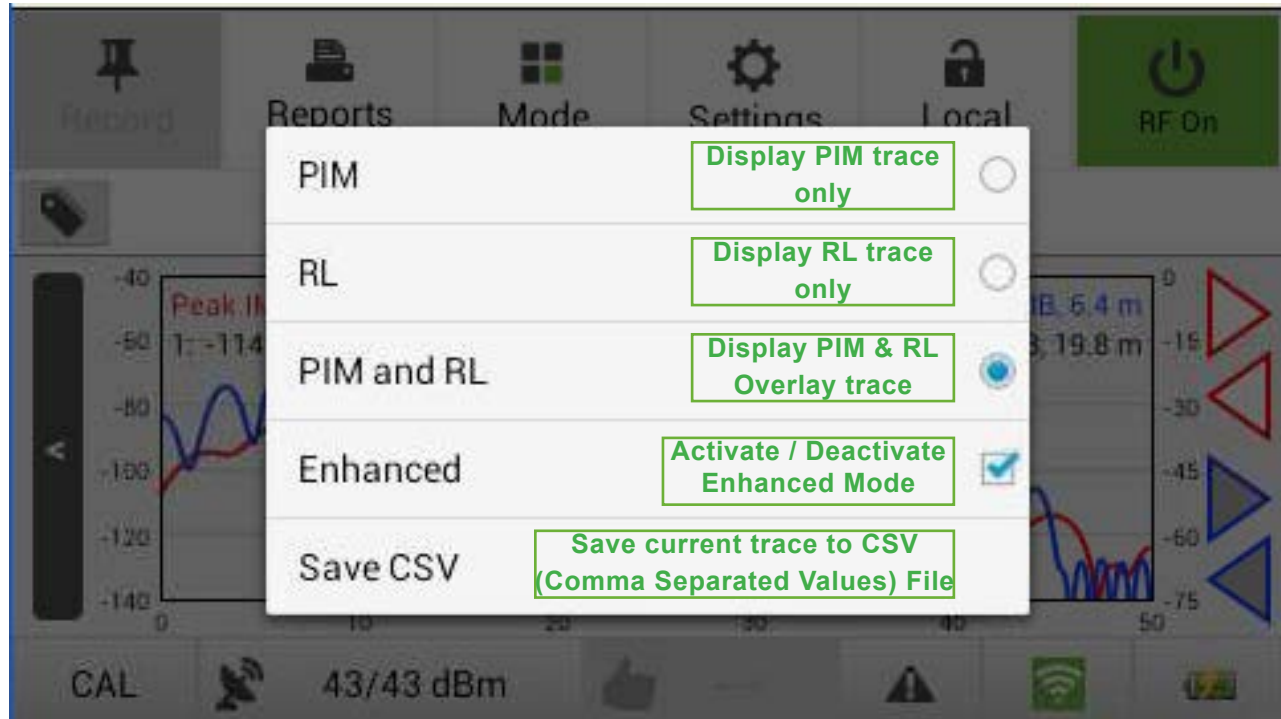 Record
Reports
Mode
Settings
Local
RF On
PIM
Display PIM trace
only
RL
Display RL trace
only
PIM and RL
Display PIM & RL
Overlay trace
Enhanced
Activate / Deactivate
Enhanced Mode
Save CSV
Save current trace to CSV
(Comma Separated Values) File
Peak IM
1: -114
6.4 m
19.8 m
-40
-60
-80
-100
-120
-140
0
-15
-30
-45
-60
-75
0
10
20
30
40
50
CAL
43/43 dBm